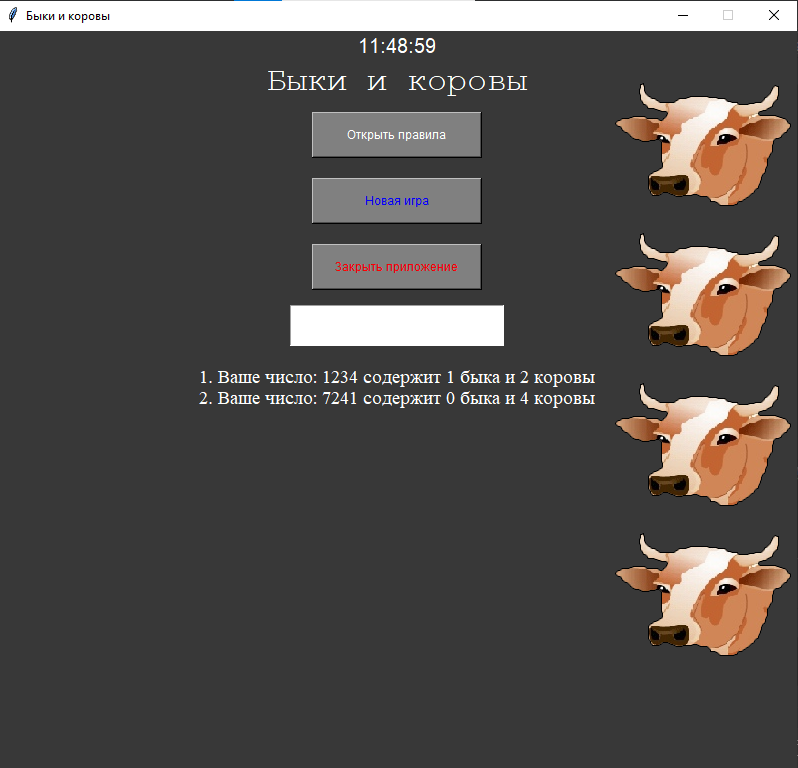 Быки и коровы
11:48:59
Быки и коровы
Открыть правила
Новая игра
Закрыть приложение
1. Ваше число: 1234 содержит 1 быка и 2 коровы
2. Ваше число: 7241 содержит 0 быка и 4 коровы